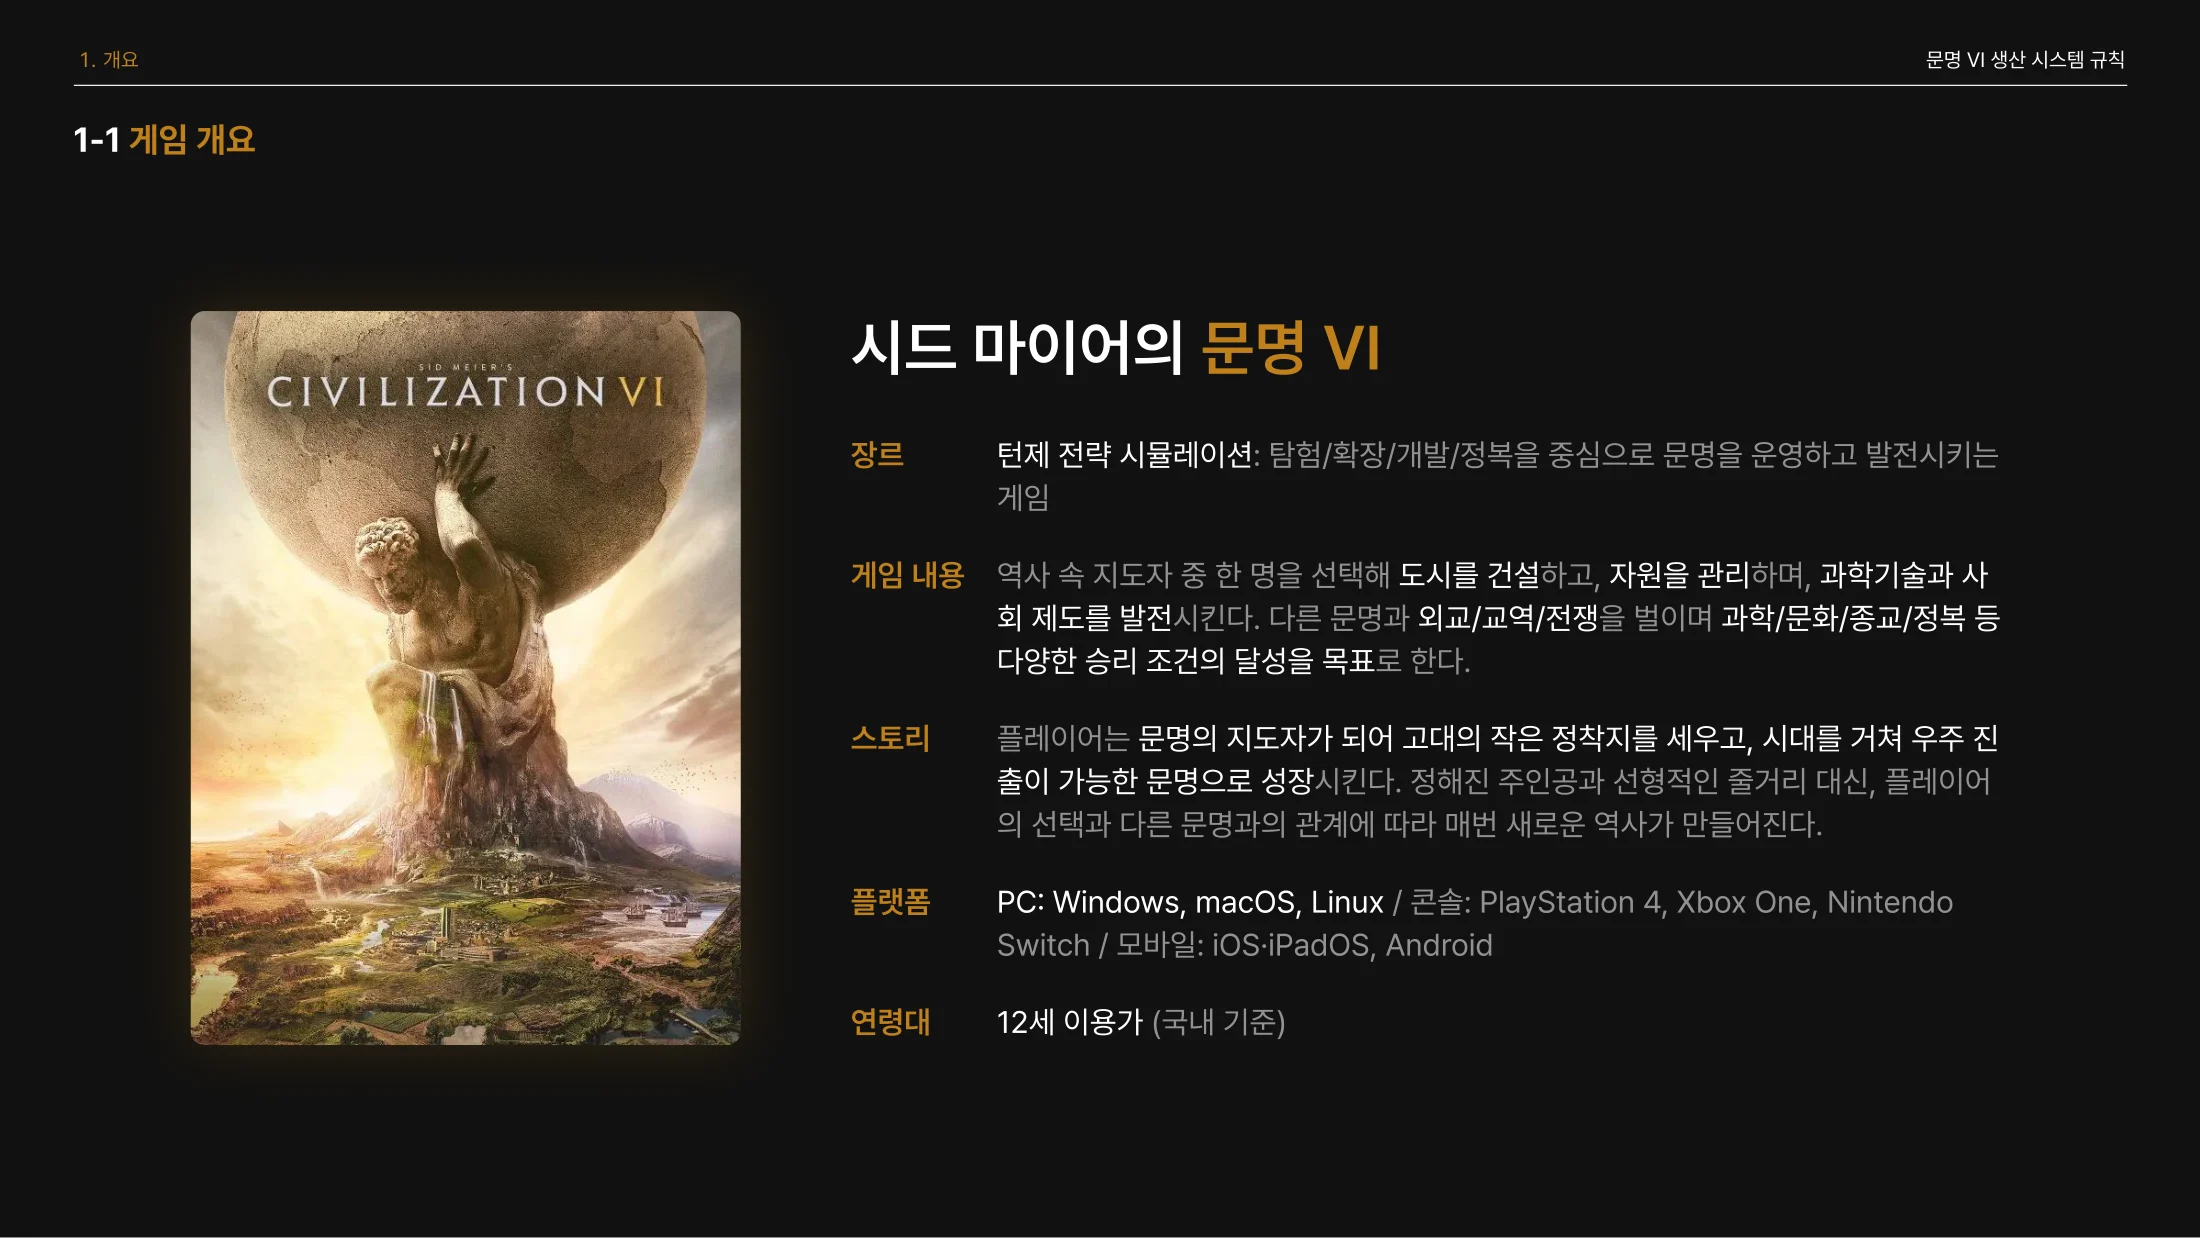 1. 개요
문명 VI 생산 시스템 규칙
1-1 게임 개요
SID MEIER'S
CIVILIZATION VI
시드 마이어의 문명 VI
장르
턴제 전략 시뮬레이션: 탐험/확장/개발/정복을 중심으로 문명을 운영하고 발전시키는
게임
게임 내용
역사 속 지도자 중 한 명을 선택해 도시를 건설하고, 자원을 관리하며, 과학기술과 사
회 제도를 발전시킨다. 다른 문명과 외교/교역/전쟁을 벌이며 과학/문화/종교/정복 등
다양한 승리 조건의 달성을 목표로 한다.
스토리
플레이어는 문명의 지도자가 되어 고대의 작은 정착지를 세우고, 시대를 거쳐 우주 진
출이 가능한 문명으로 성장시킨다. 정해진 주인공과 선형적인 줄거리 대신, 플레이어
의 선택과 다른 문명과의 관계에 따라 매번 새로운 역사가 만들어진다.
플랫폼
PC: Windows, macOS, Linux / 콘솔: PlayStation 4, Xbox One, Nintendo
Switch / 모바일: iOS·iPadOS, Android
연령대
12세 이용가 (국내 기준)